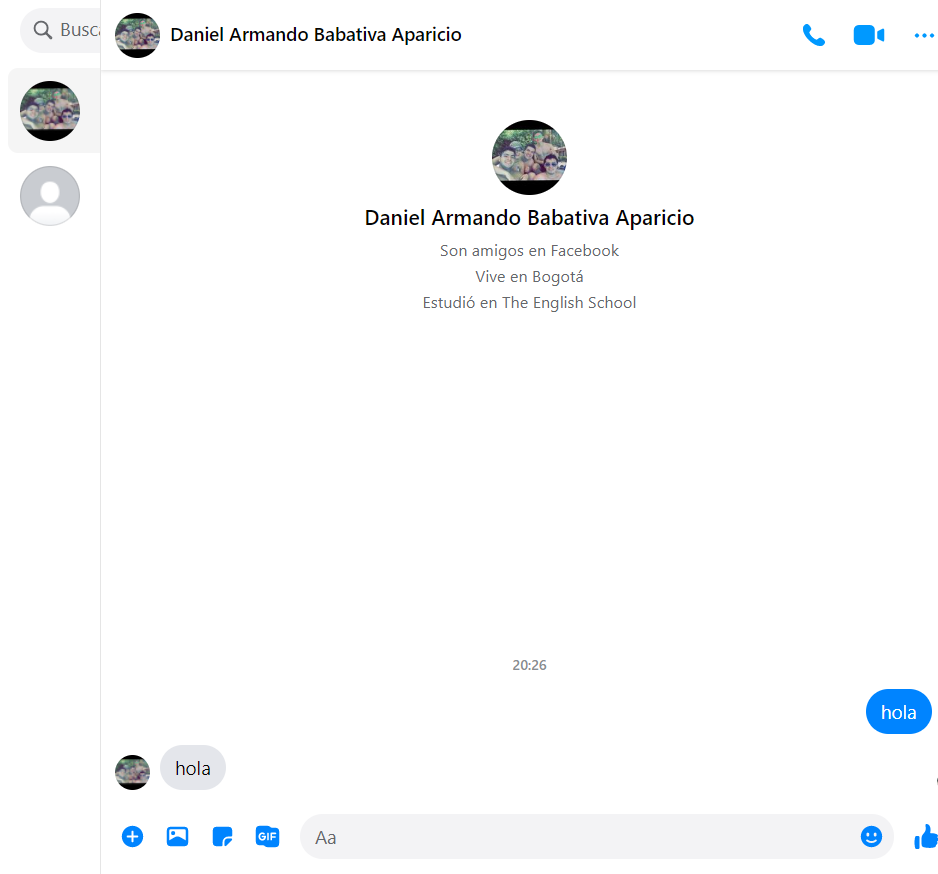 Busca
Daniel Armando Babativa Aparicio
Daniel Armando Babativa Aparicio
Son amigos en Facebook
Vive en Bogotá
Estudió en The English School
20:26
hola
hola
GIF
Aa